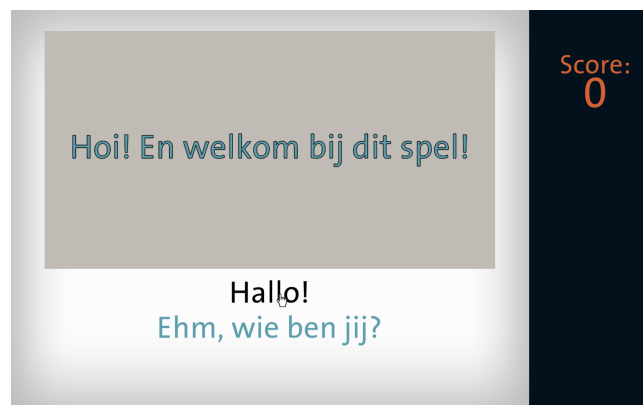 Hoi! En welkom bij dit spel!
Hallo!
Ehm, wie ben jij?
Score:
0